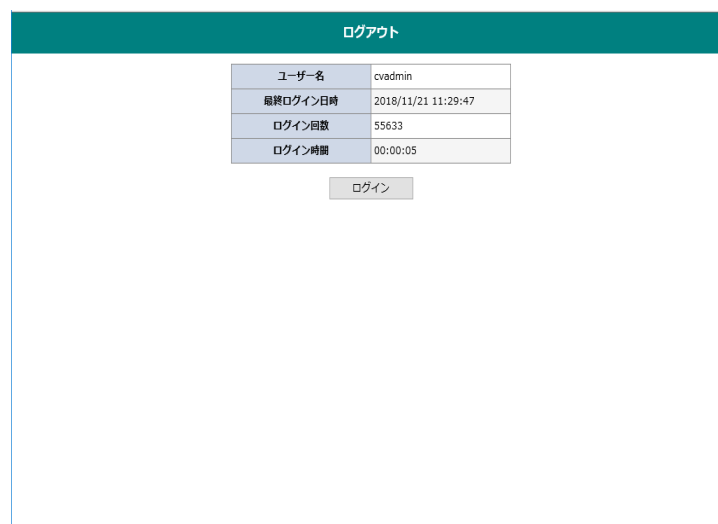 ログアウト
ユーザー名 cvadmin
最終ログイン日時 2018/11/21 11:29:47
ログイン回数 55633
ログイン時間 00:00:05
ログイン